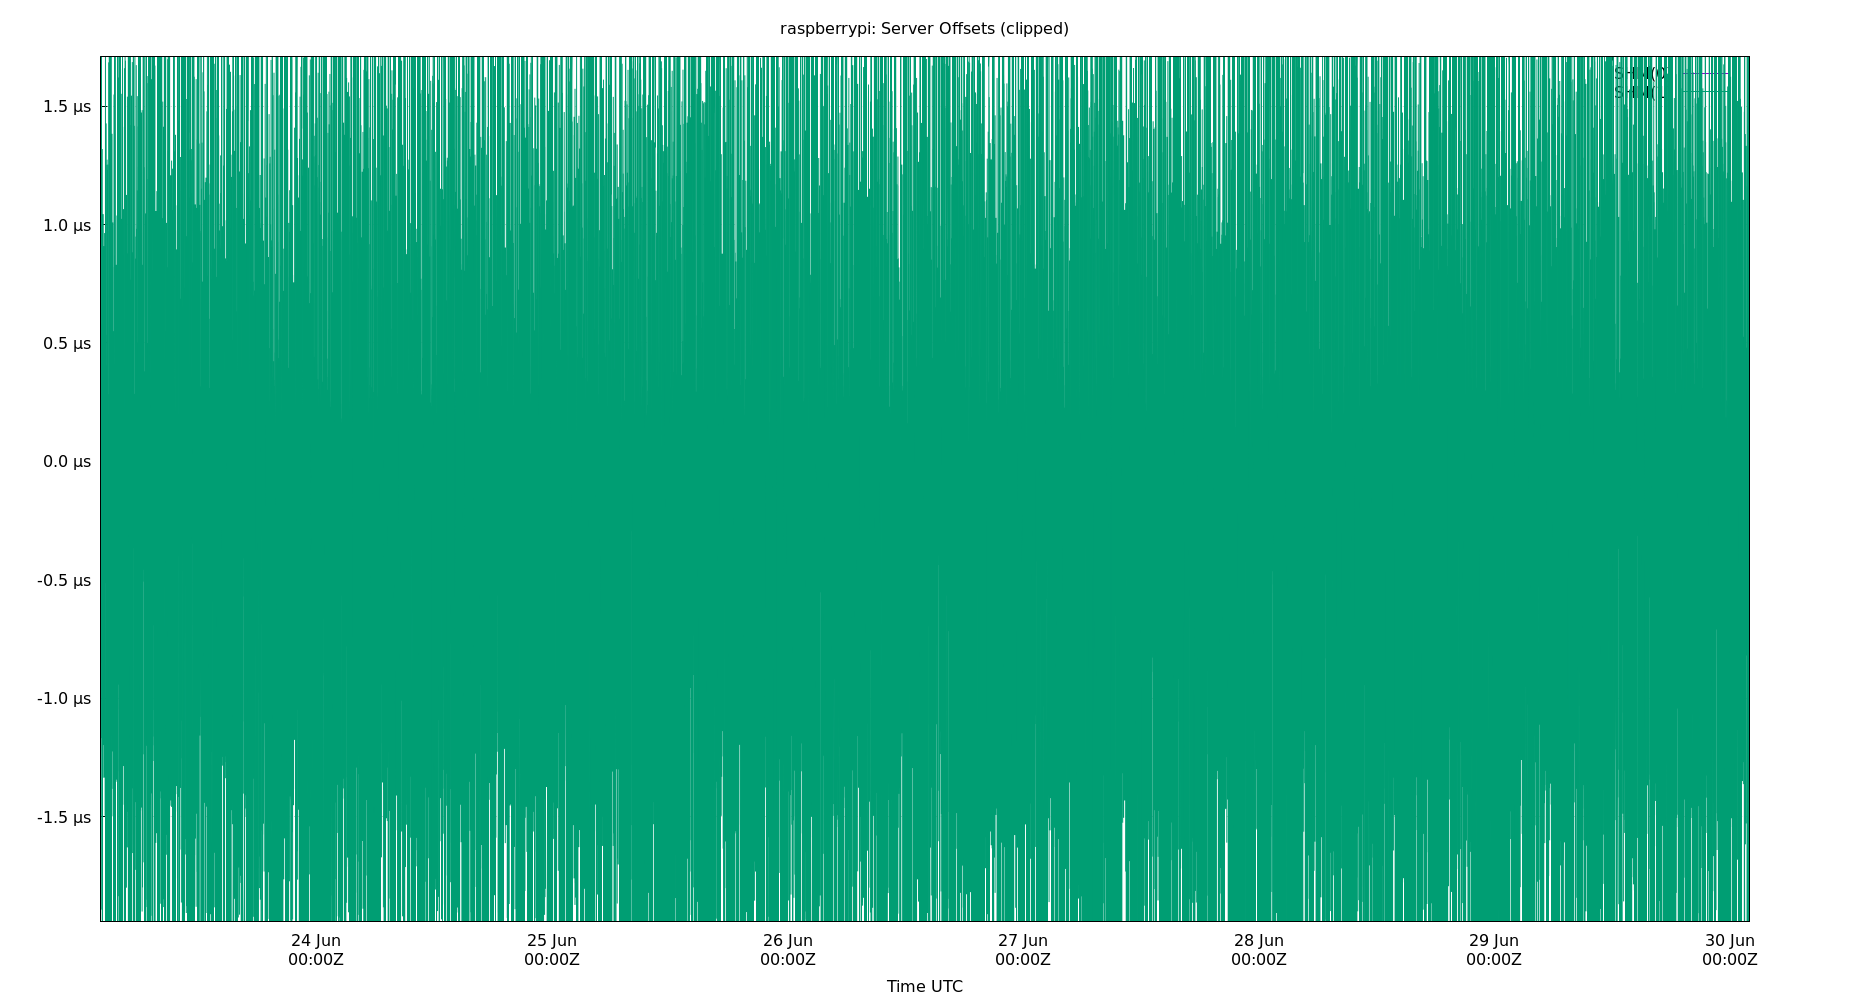 raspberrypi: Server Offsets (clipped)
1.5 µs
1.0 µs
0.5 µs
0.0 µs
-0.5 µs
-1.0 µs
-1.5 µs
24 Jun 25 Jun 26 Jun 27 Jun 28 Jun 29 Jun 30 Jun
00:00Z 00:00Z 00:00Z 00:00Z 00:00Z 00:00Z 00:00Z
Time UTC